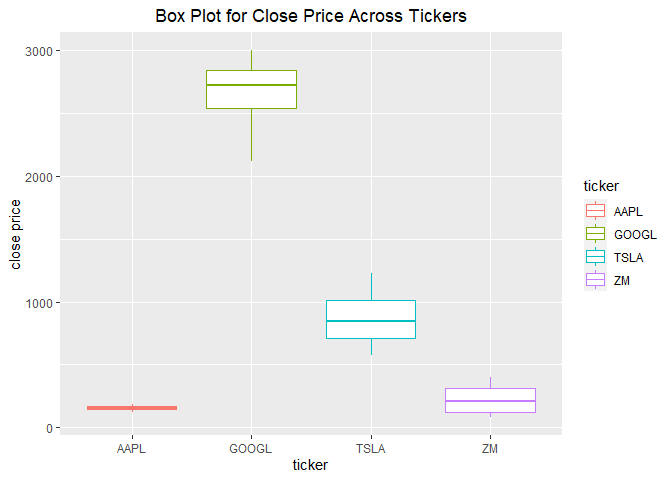 Box Plot for Close Price Across Tickers
3000
2000
1000
0
close price
AAPL
GOOGL
TSLA
ZM
ticker
ticker
AAPL
GOOGL
TSLA
ZM